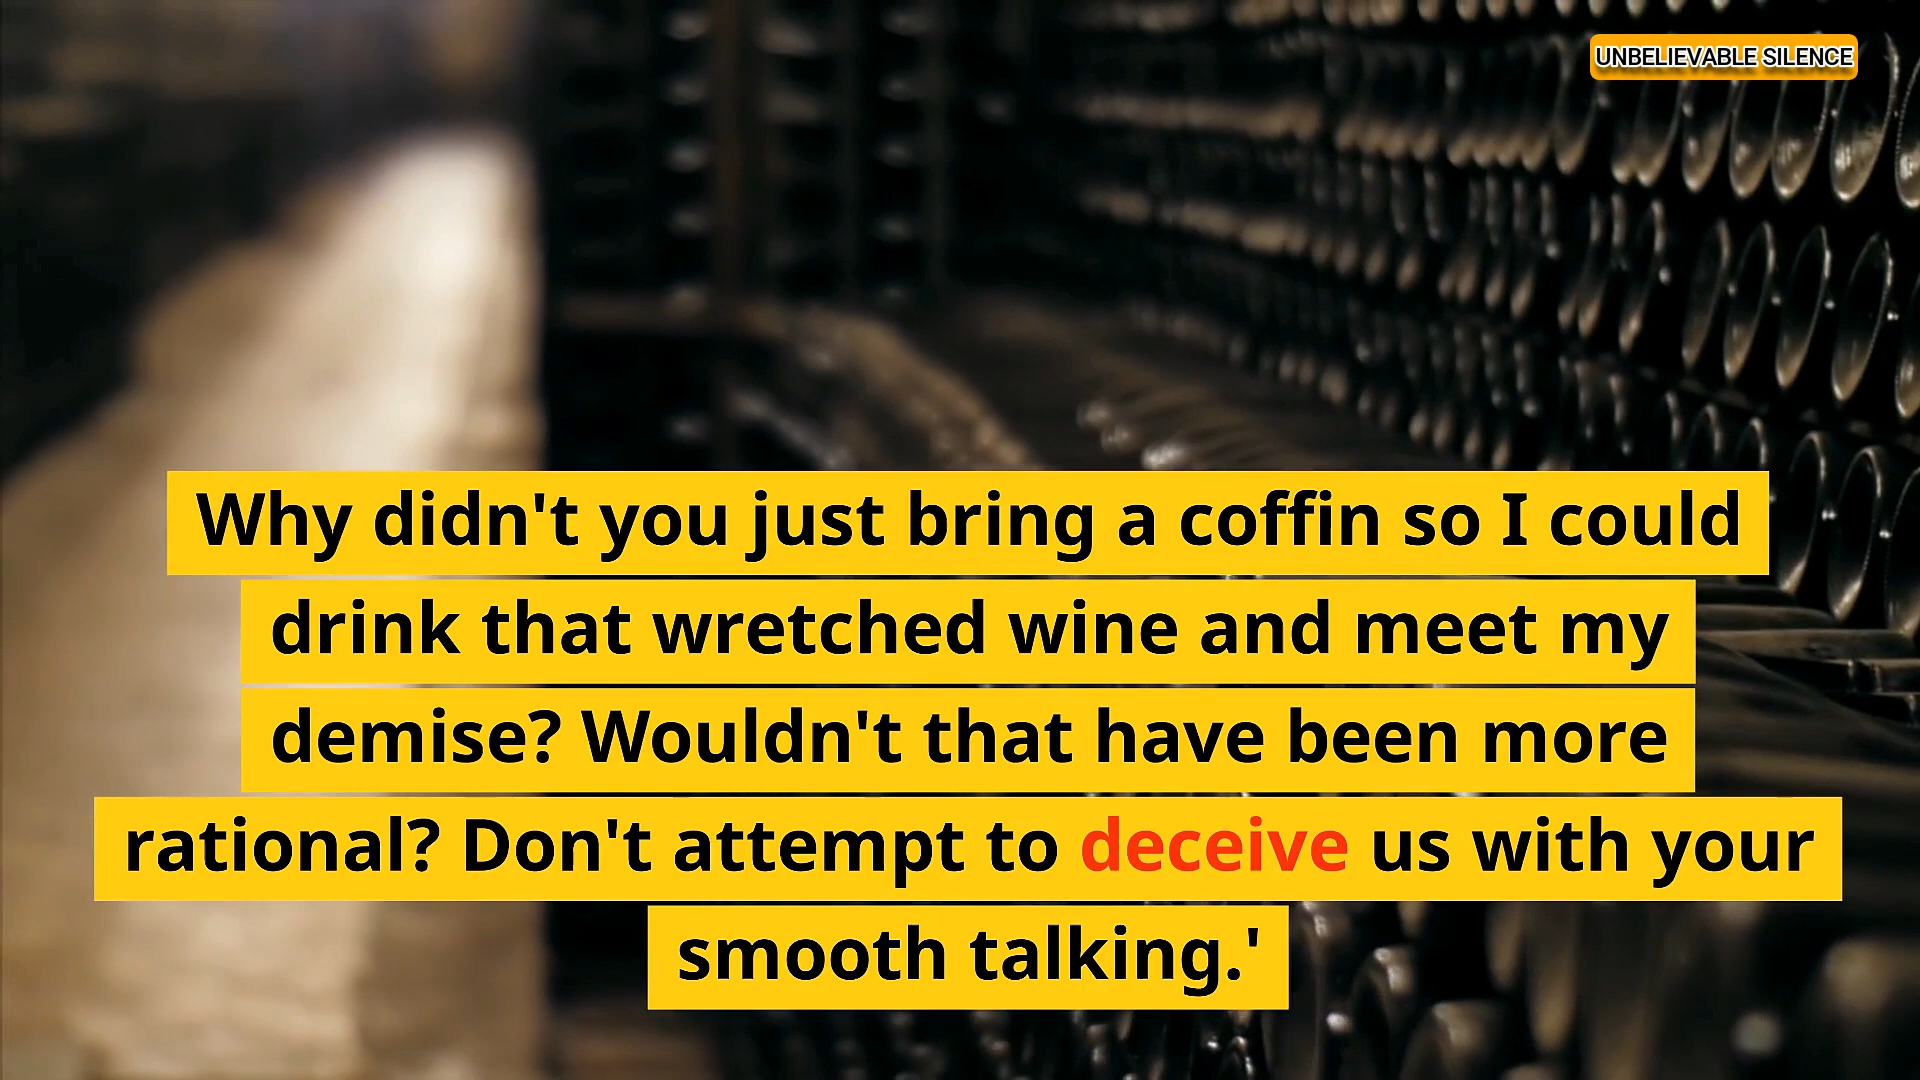 UNBELIEVABLE SILENCE
Why didn't you just bring a coffin so I could
drink that wretched wine and meet my
demise? Wouldn't that have been more
rational? Don't attempt to deceive us with your
smooth talking.'